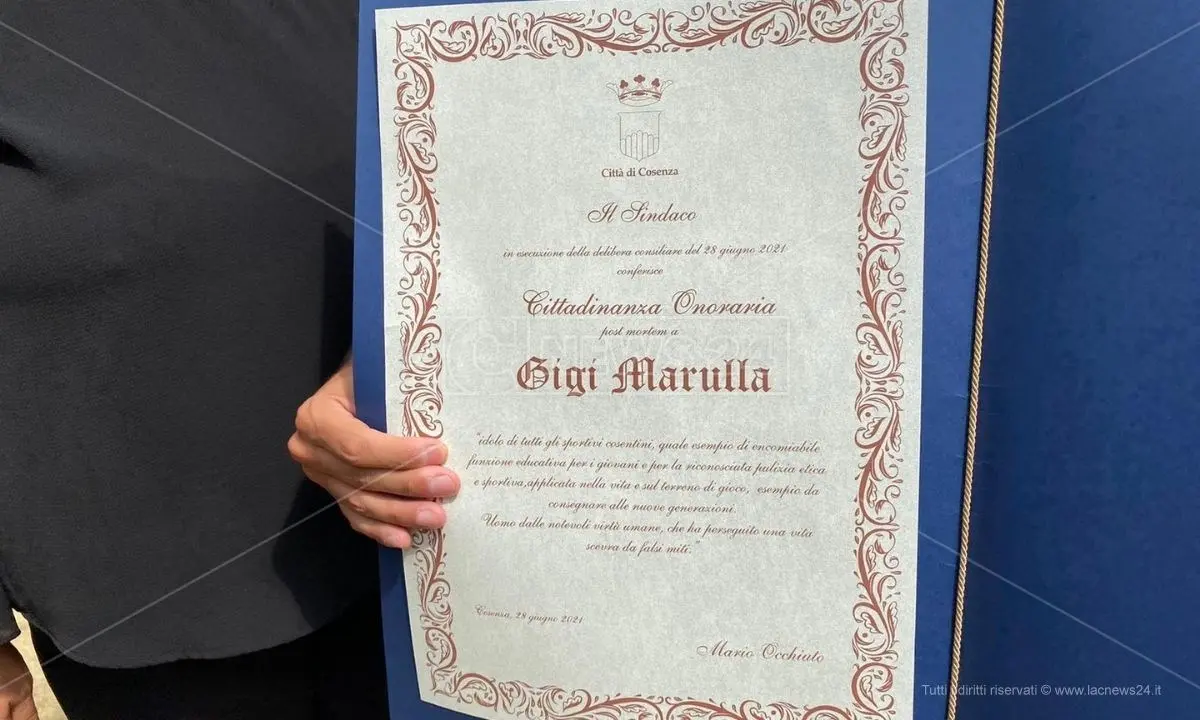 Città di Cosenza
Il Sindaco
in esecuzione della delibera consiliare del 28 giugno 2021
conferisce
Cittadinanza Onoraria
post mortem a
Gigi Marulla
"idolo di tutti gli sportivi cosentini, quale esempio di encomiabile
funzione educativa per i giovani e per la riconosciuta pulizia etica
e sportiva,applicata nella vita e sul terreno di gioco, esempio da
consegnare alle nuove generazioni.
Uomo dalle notevoli virtù umane, che ha perseguito una vita
scevra da falsi miti."
Cosenza, 28 giugno 2021
Mario Occhiuto
LaC NEWS24
Tutti i diritti riservati © www.lacnews24.it